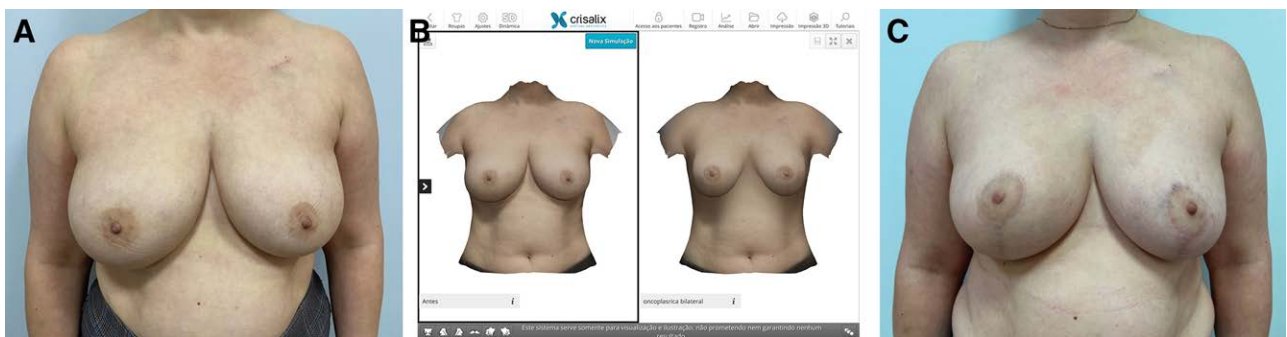 A
B
C
crisalix
Roupas
Ajustes
Dinâmica
Acesso aos pacientes
Registro
Análise
Abrir
Impressão
Impressão 3D
Tutoriais
Nova Simulação
Antes
i
oncoplasrica bilateral
i
Este sistema serve somente para visualização e ilustração, não prometendo nem garantindo nenhum
resultado